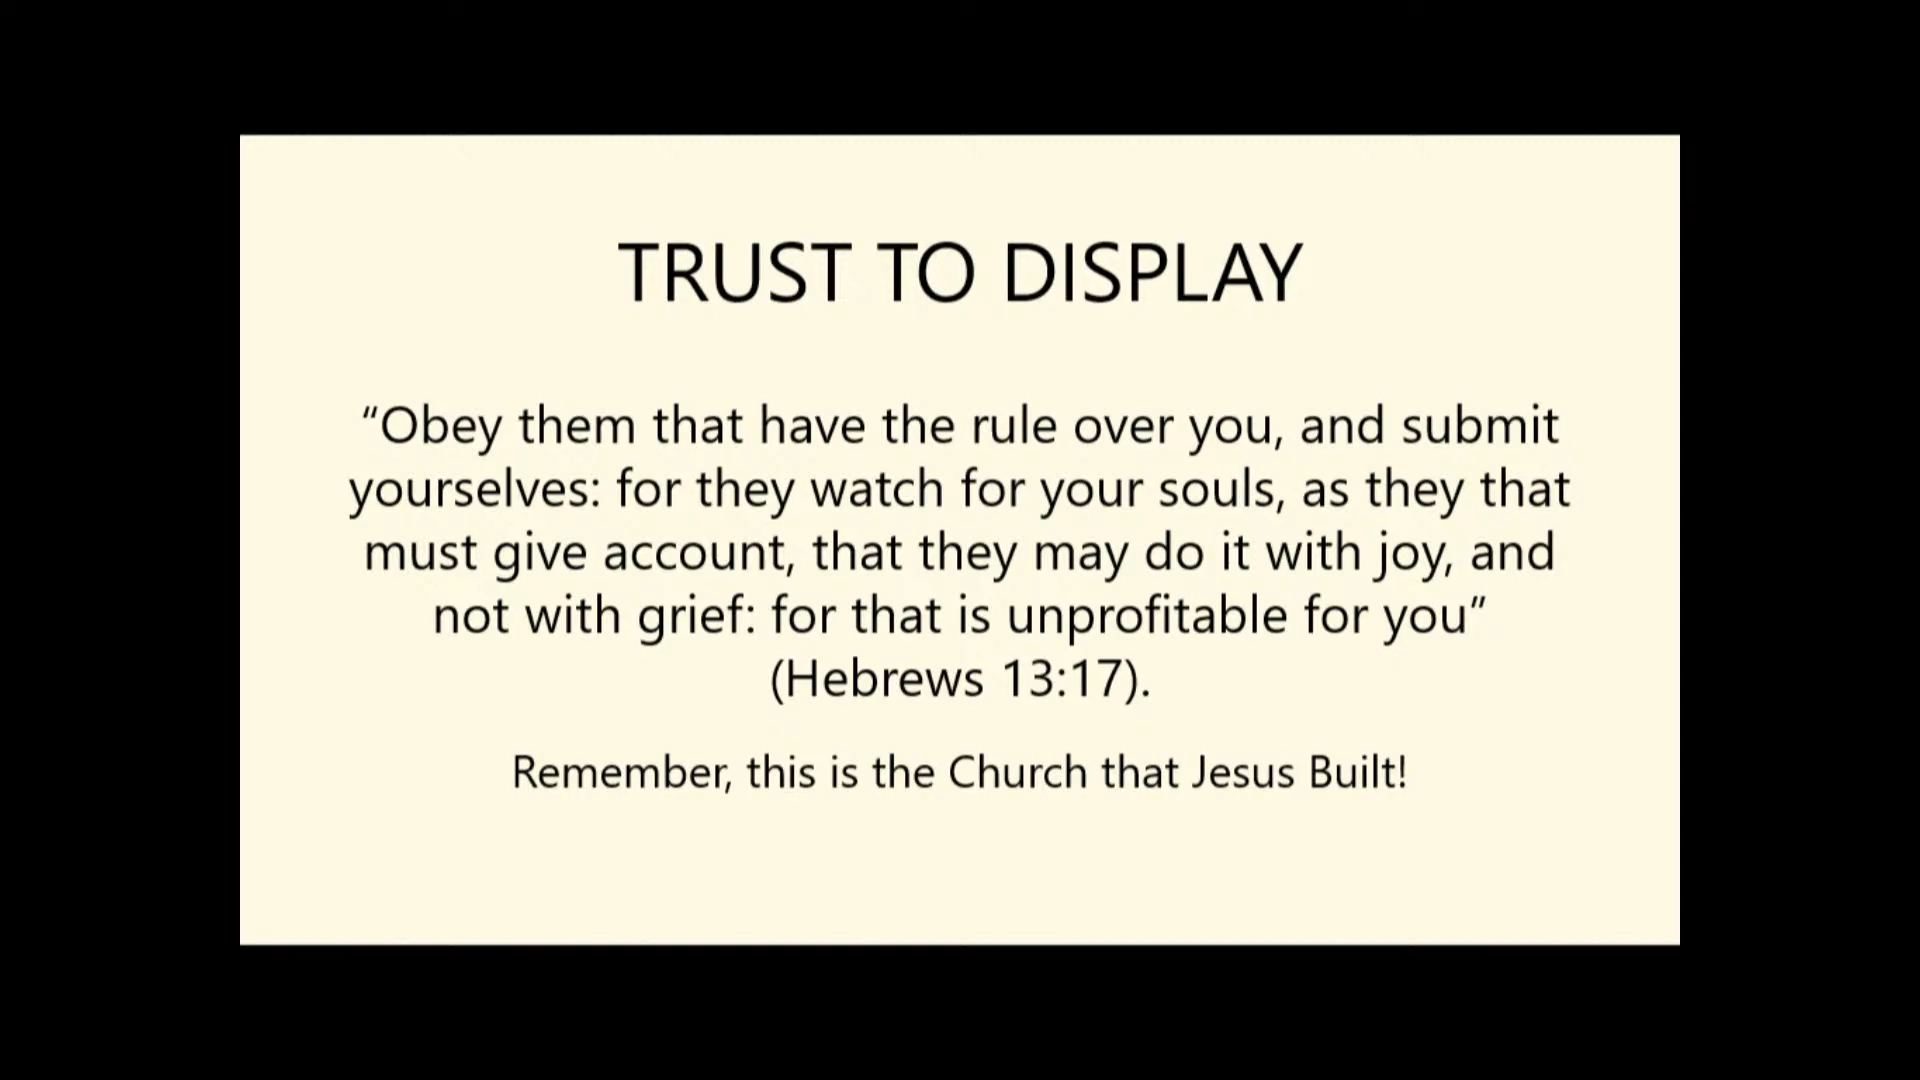 TRUST TO DISPLAY
“Obey them that have the rule over you, and submit
yourselves: for they watch for your souls, as they that
must give account, that they may do it with joy, and
not with grief: for that is unprofitable for you”
(Hebrews 13:17).
Remember, this is the Church that Jesus Built!